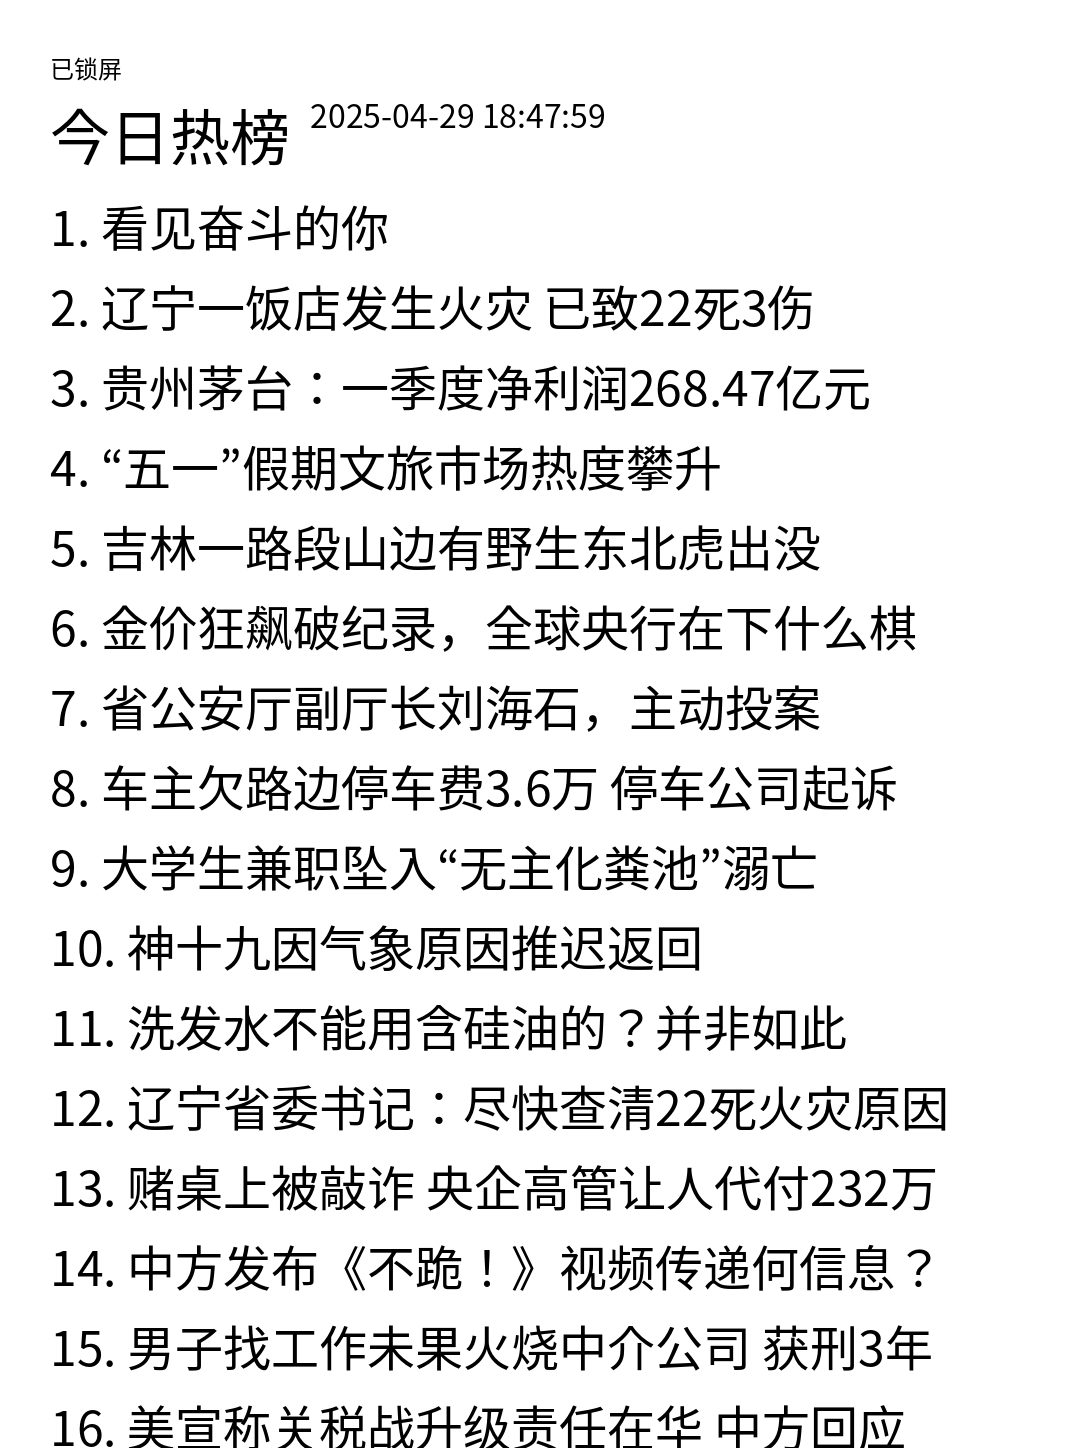 已锁屏
今日热榜 2025-04-29 18:47:59
1. 看见奋斗的你
2. 辽宁一饭店发生火灾 已致22死3伤
3. 贵州茅台：一季度净利润268.47亿元
4. “五一”假期文旅市场热度攀升
5. 吉林一路段山边有野生东北虎出没
6. 金价狂飙破纪录，全球央行在下什么棋
7. 省公安厅副厅长刘海石，主动投案
8. 车主欠路边停车费3.6万 停车公司起诉
9. 大学生兼职坠入“无主化粪池”溺亡
10. 神十九因气象原因推迟返回
11. 洗发水不能用含硅油的？并非如此
12. 辽宁省委书记：尽快查清22死火灾原因
13. 赌桌上被敲诈 央企高管让人代付232万
14. 中方发布《不跪！》视频传递何信息？
15. 男子找工作未果火烧中介公司 获刑3年
16. 美宣称关税战升级责任在华 中方回应